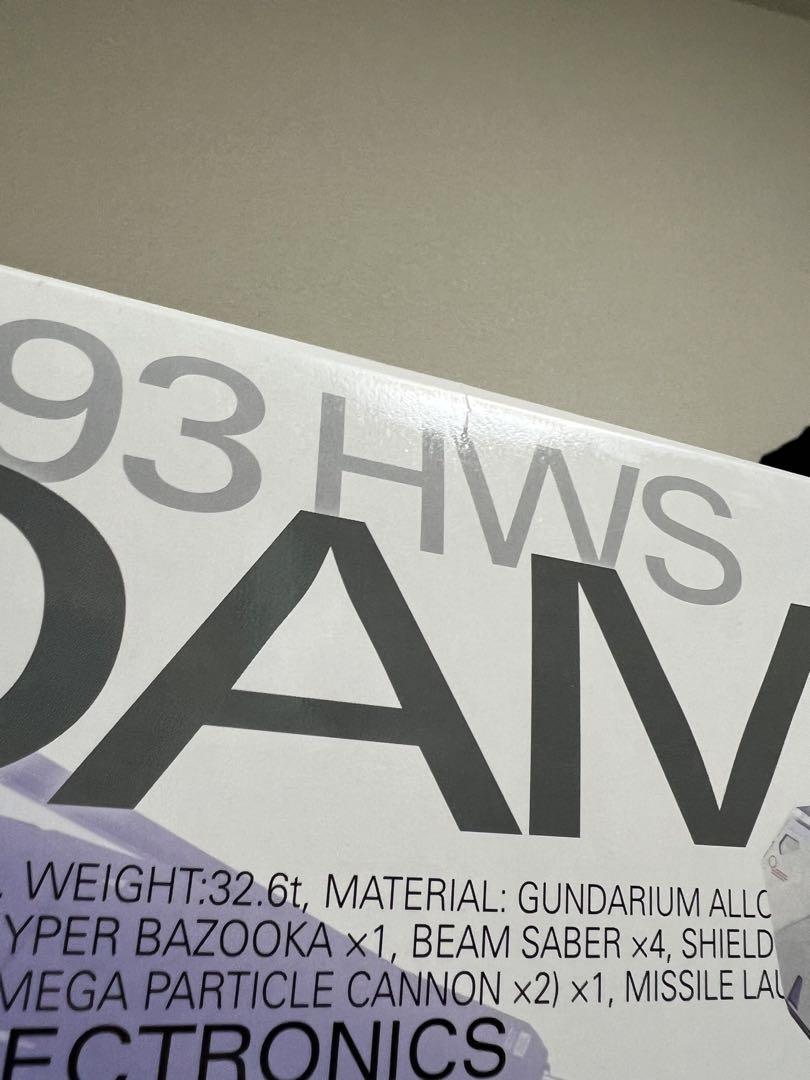 93 HWS
DAM
WEIGHT:32.6t, MATERIAL: GUNDARIUM ALLO
YPER BAZOOKA ×1, BEAM SABER ×4, SHIELD
MEGA PARTICLE CANNON ×2) ×1, MISSILE LAU
ECTRONICS